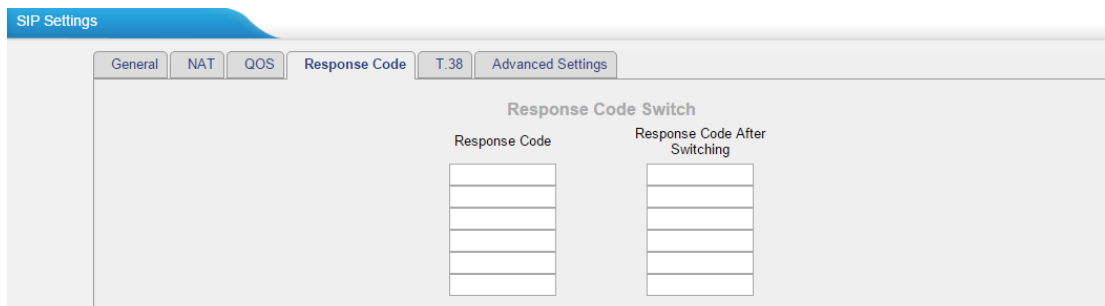 SIP Settings
General NAT QOS Response Code T.38 Advanced Settings
Response Code Switch
Response Code
Response Code After
Switching